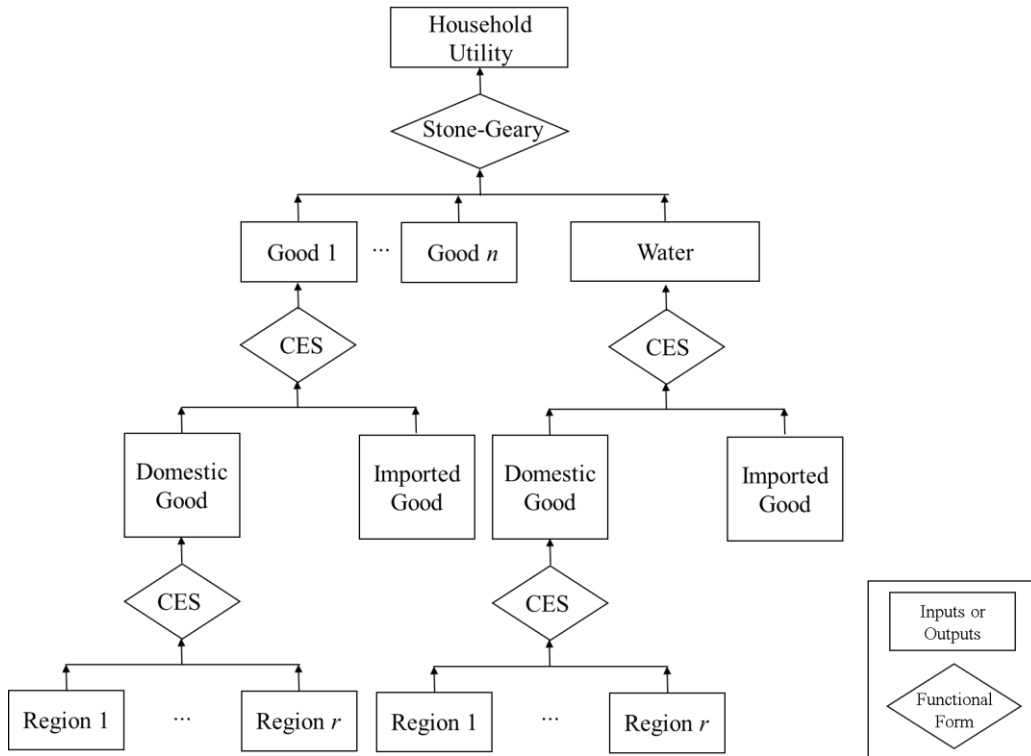 Household
Utility
Stone-Geary
Good 1
...
Good n
Water
CES
CES
Domestic
Good
Imported
Good
Domestic
Good
Imported
Good
CES
CES
Inputs or
Outputs
Region 1
...
Region r
Region 1
...
Region r
Functional
Form